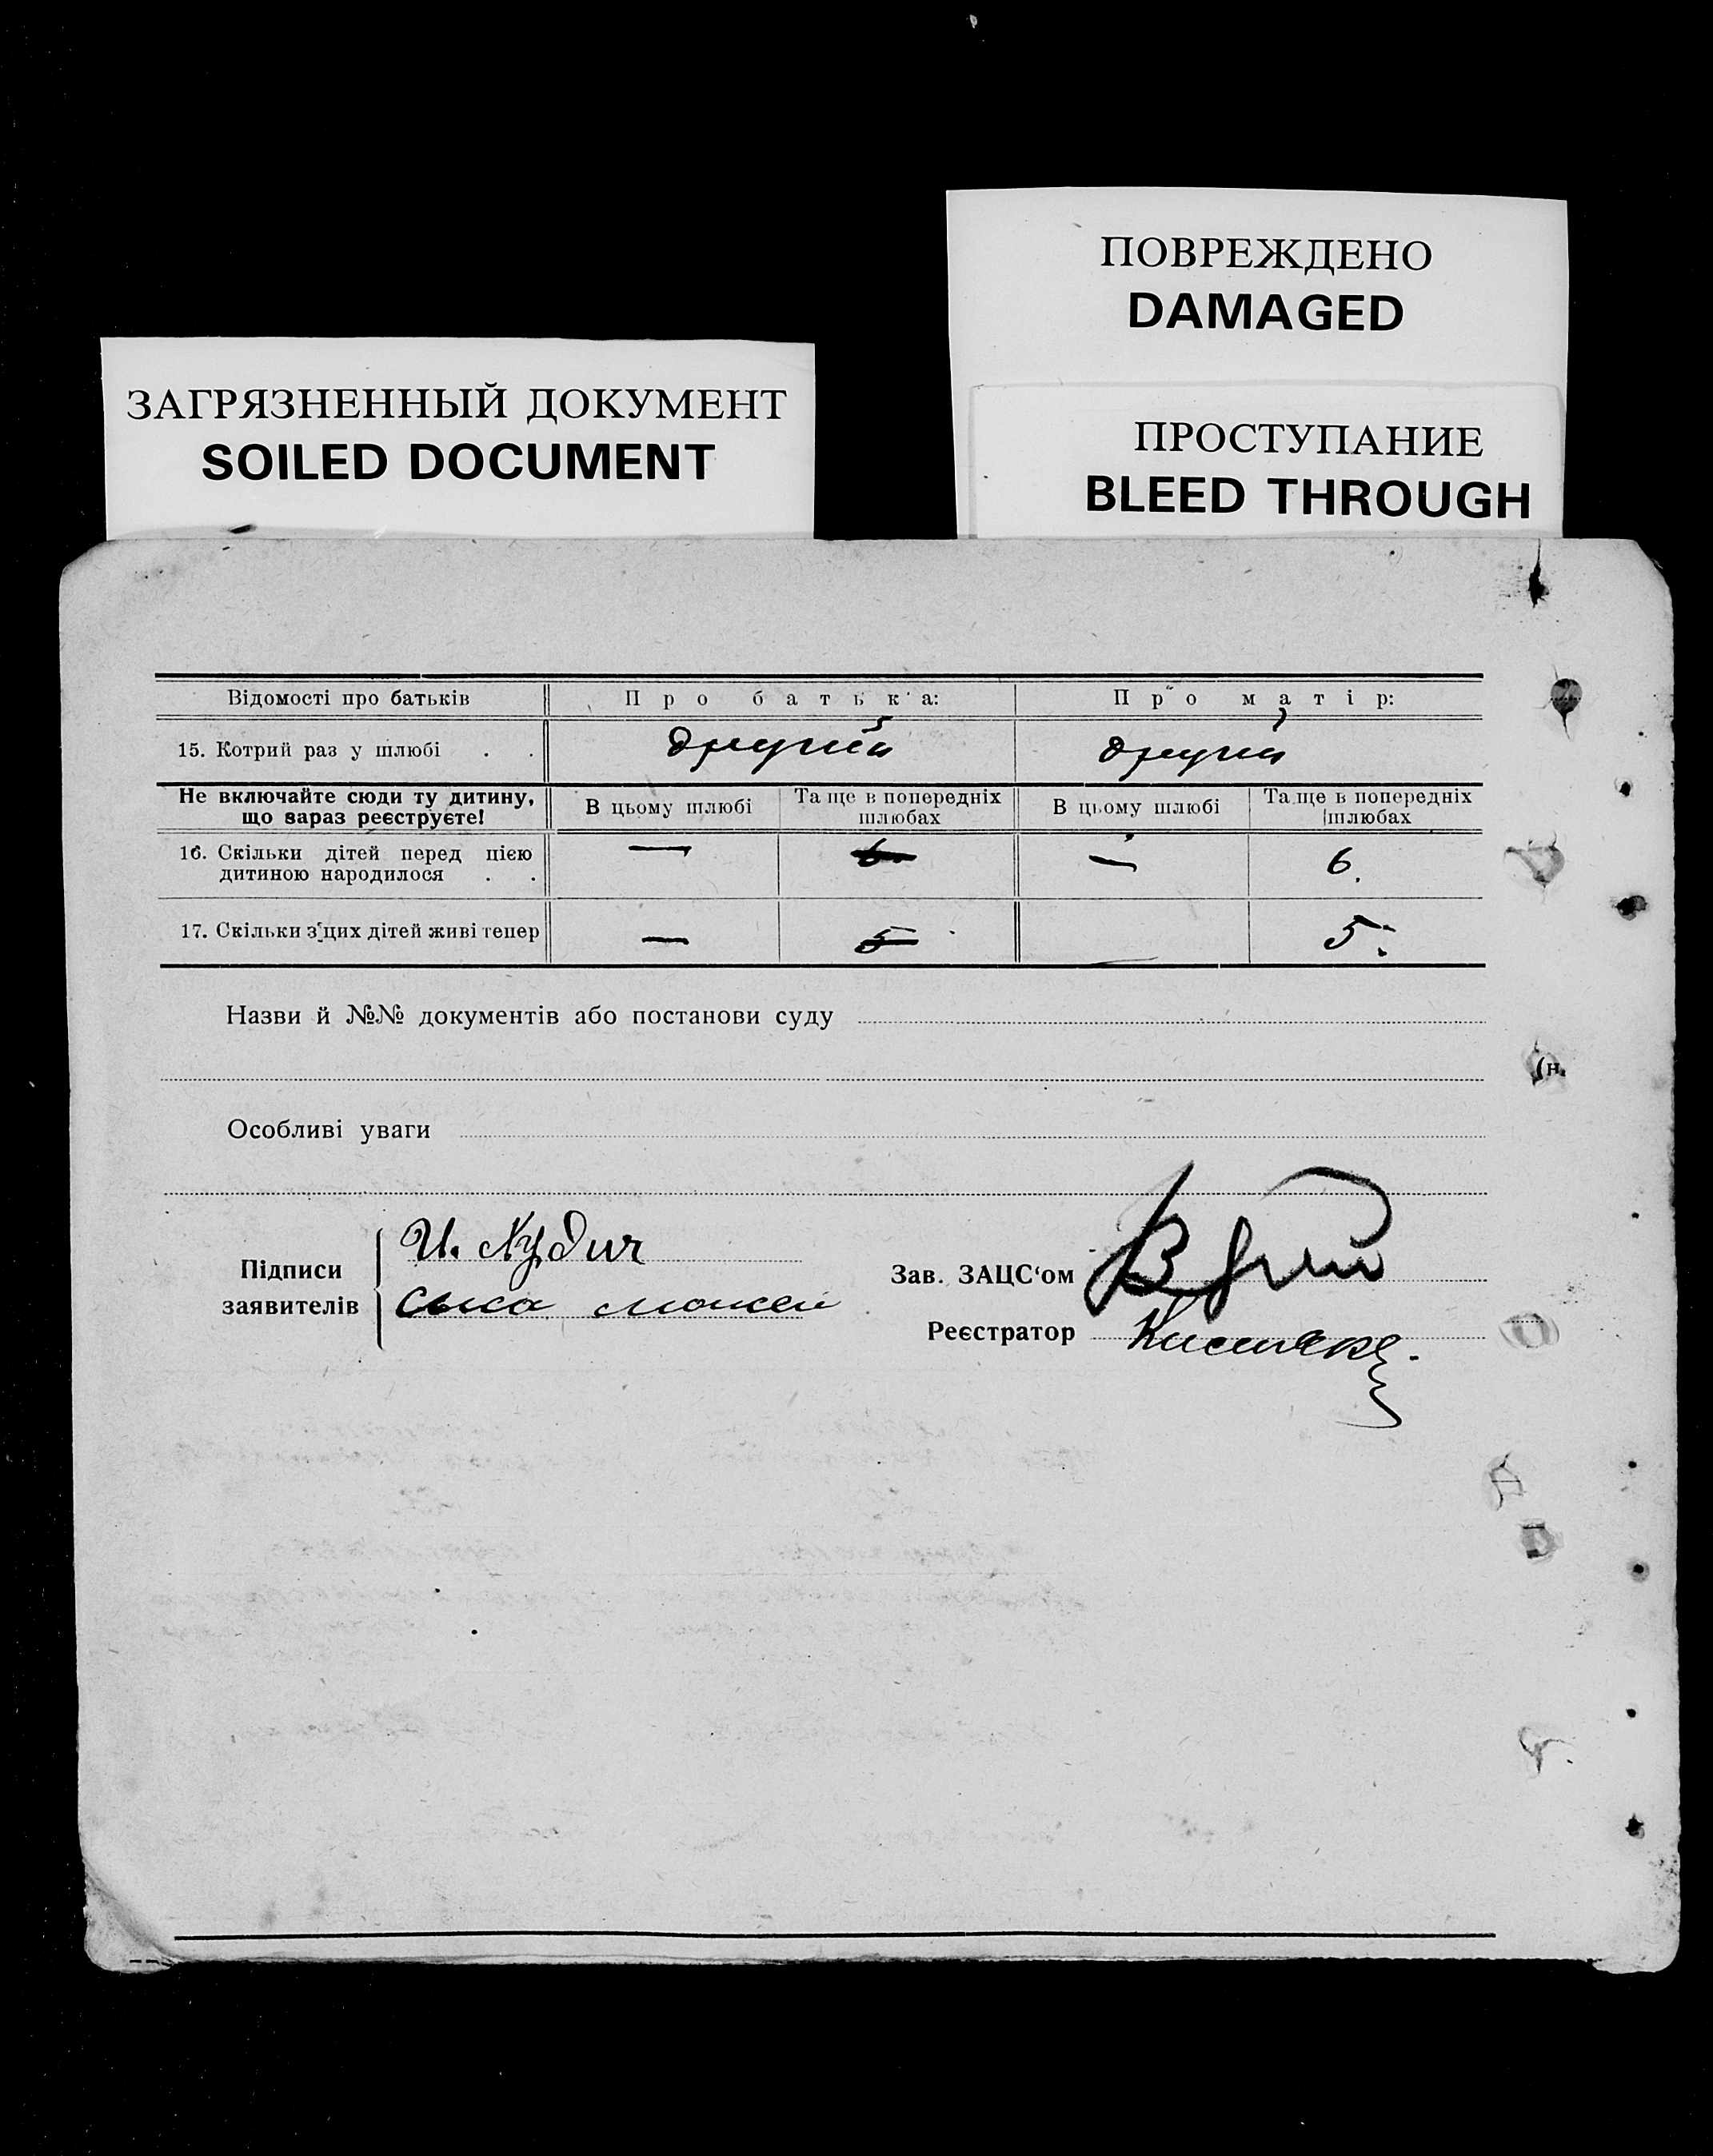 ПОВРЕЖДЕНО
DAMAGED
ЗАГРЯЗНЕННЫЙ ДОКУМЕНТ
SOILED DOCUMENT
ПРОСТУПАНИЕ
BLEED THROUGH
Відомості про батьків Про батька: Про матір:
15. Котрий раз у шлюбі . . другий другий
Не включайте сюди ту дитину, що зараз реєструєте! В цьому шлюбі Та ще в попередніх шлюбах В цьому шлюбі Та ще в попередніх шлюбах
16. Скільки дітей перед цією
дитиною народилося . . — 6. — 6.
17. Скільки з цих дітей живі тепер — 5 5
Назви й №№ документів або постанови суду
(н.
Особливі уваги
Підписи
заявителів
И.
Зав. ЗАЦС'ом
Реєстратор